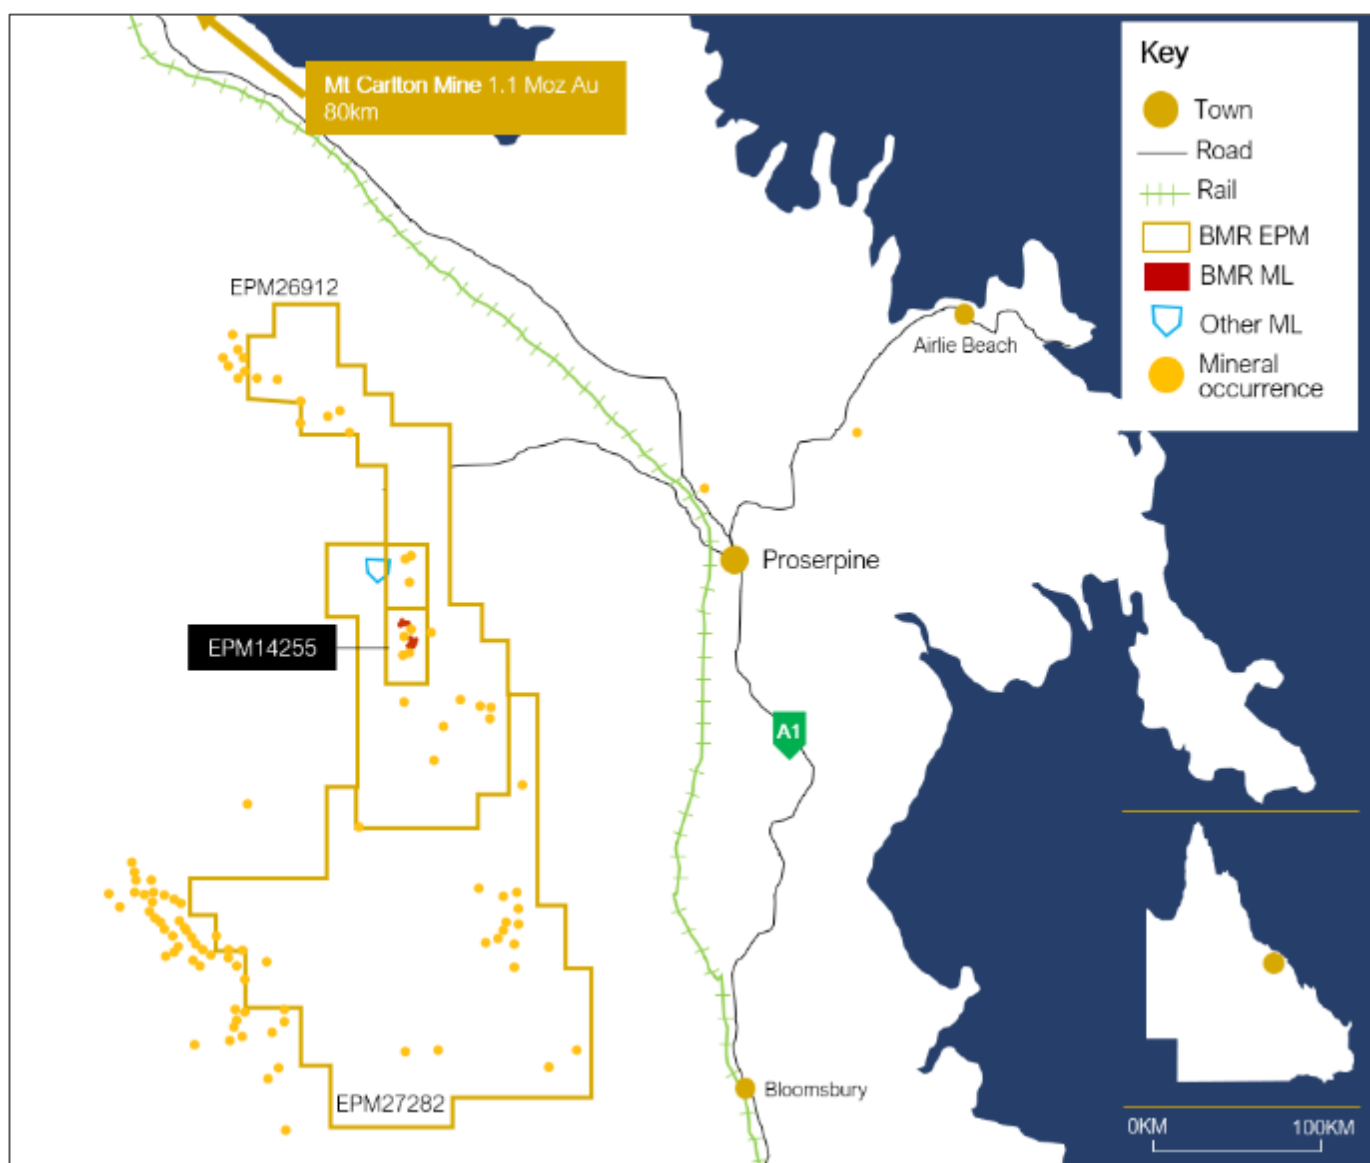 Mt Carlton Mine 1.1 Moz Au
80km
Key
Town
Road
Rail
BMR EPM
BMR ML
Other ML
Mineral
occurrence
EPM26912
Airlie Beach
Proserpine
EPM14255
A1
Bloomsbury
EPM27282
0KM 100KM